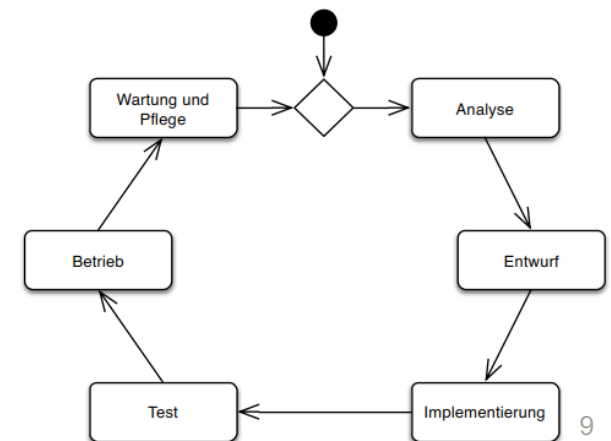 Wartung und
Pflege
Analyse
Betrieb
Entwurf
Test
Implementierung
9